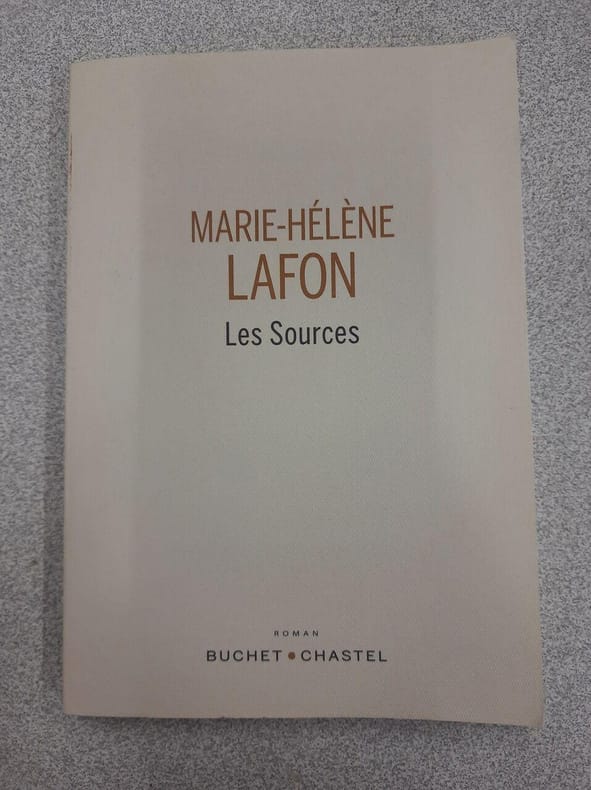 MARIE-HÉLÈNE
LAFON
Les Sources
ROMAN
BUCHET • CHASTEL